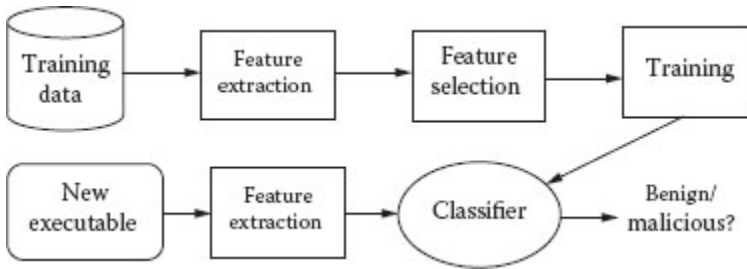 Training
data
Feature
extraction
Feature
selection
Training
New
executable
Feature
extraction
Classifier
Benign/
malicious?